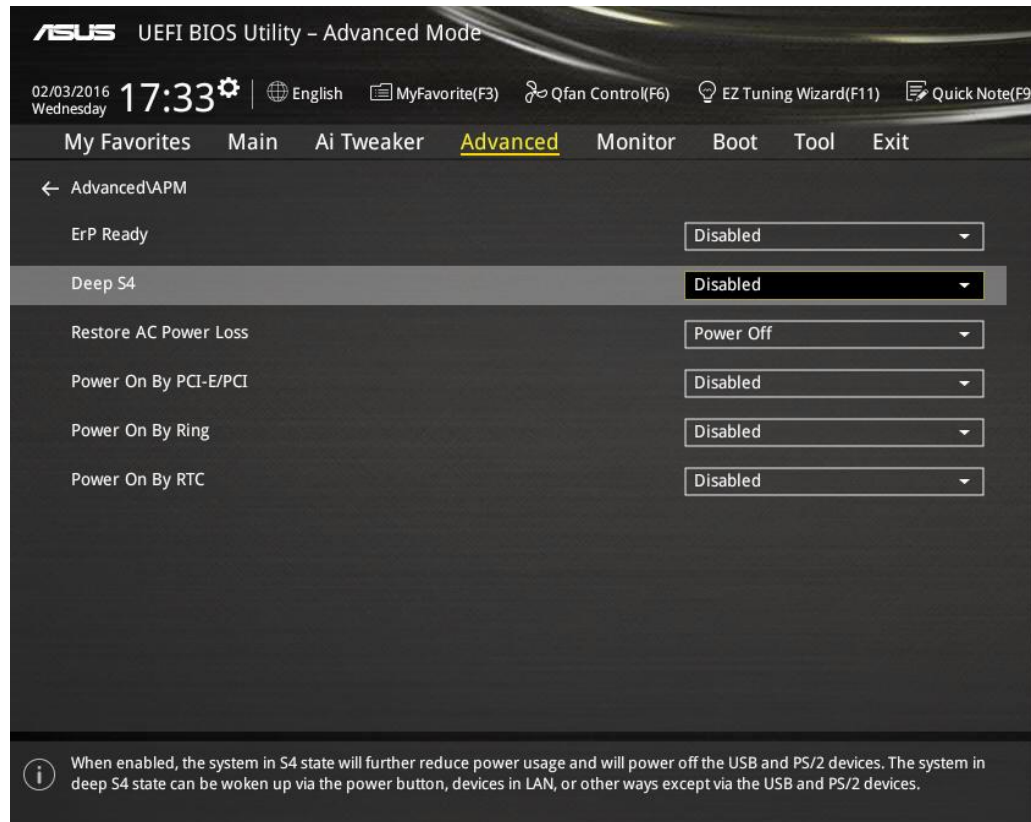 ASUS UEFI BIOS Utility – Advanced Mode
02/03/2016 Wednesday 17:33 English MyFavorite(F3) Qfan Control(F6) EZ Tuning Wizard(F11) Quick Note(F9
My Favorites Main Ai Tweaker Advanced Monitor Boot Tool Exit
Advanced\APM
ErP Ready Disabled
Deep S4 Disabled
Restore AC Power Loss Power Off
Power On By PCI-E/PCI Disabled
Power On By Ring Disabled
Power On By RTC Disabled
When enabled, the system in S4 state will further reduce power usage and will power off the USB and PS/2 devices. The system in
deep S4 state can be woken up via the power button, devices in LAN, or other ways except via the USB and PS/2 devices.